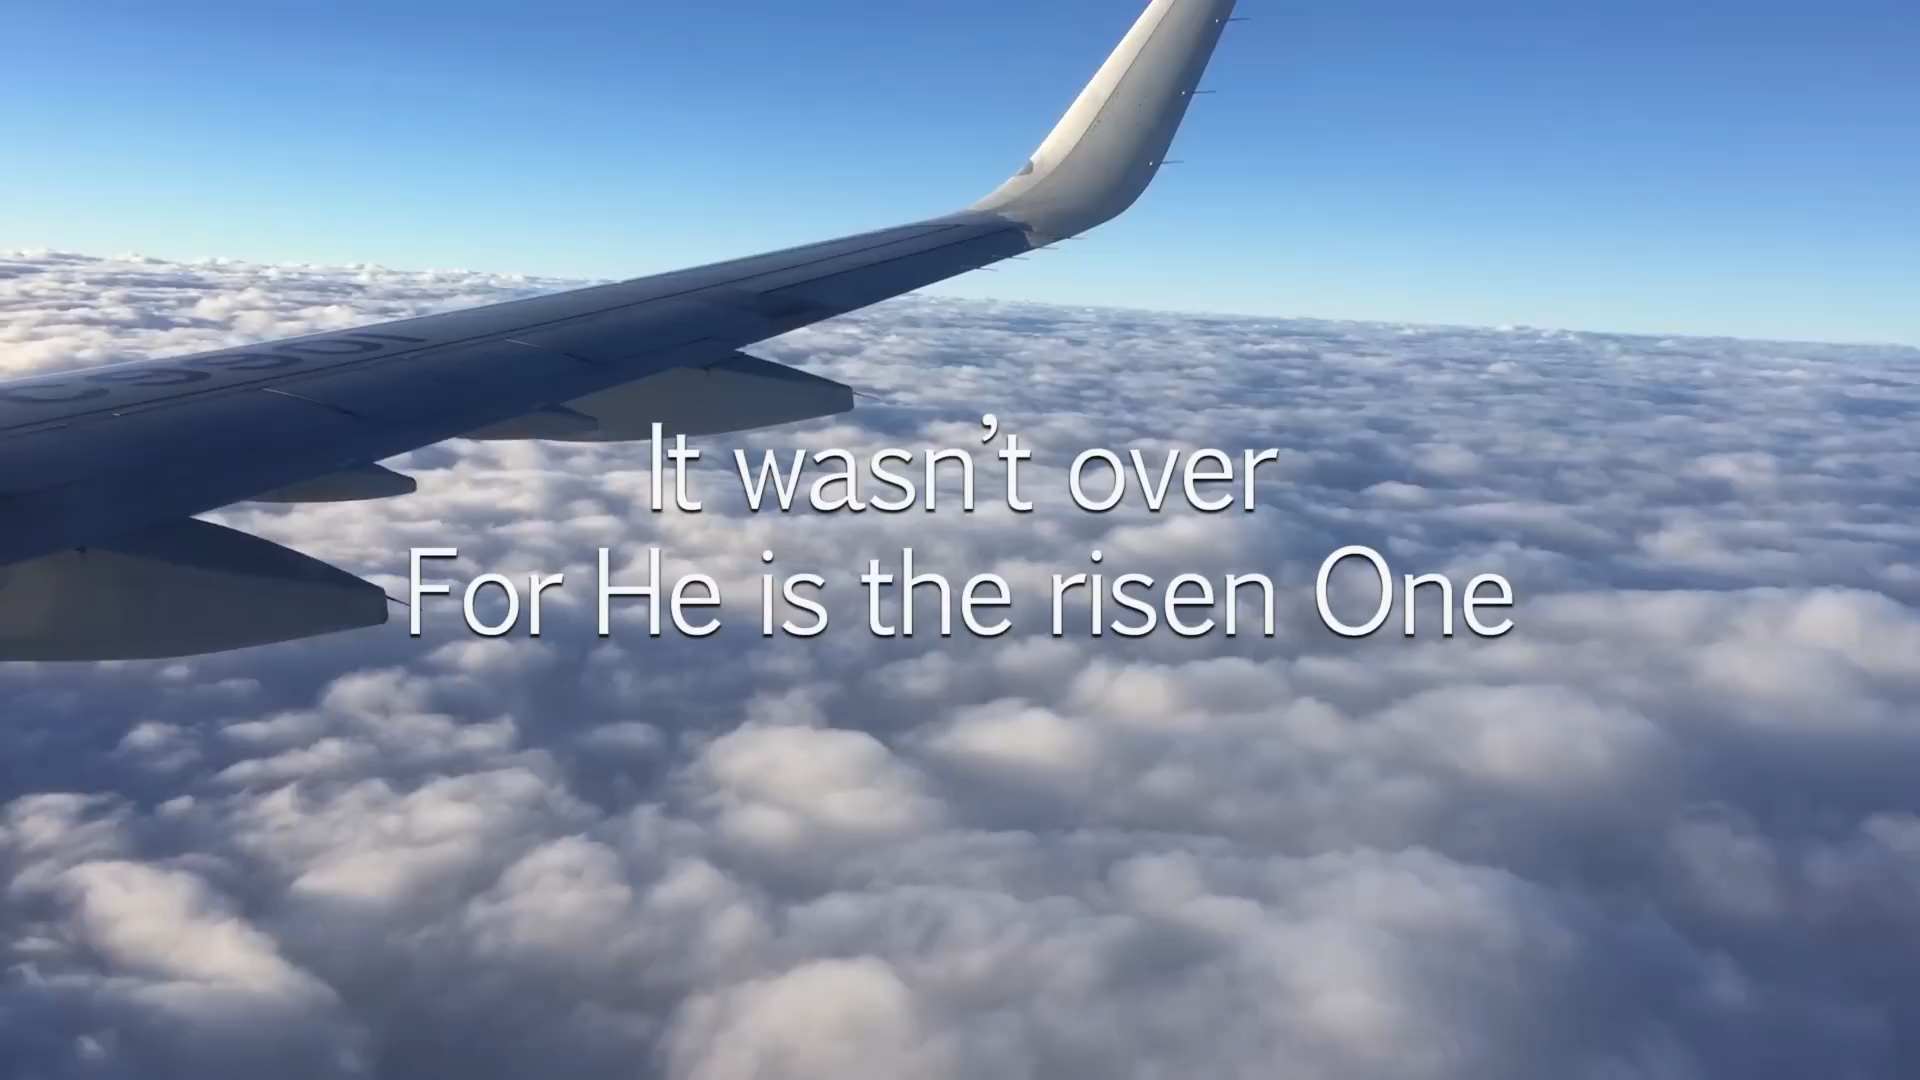 It wasn’t over
For He is the risen One